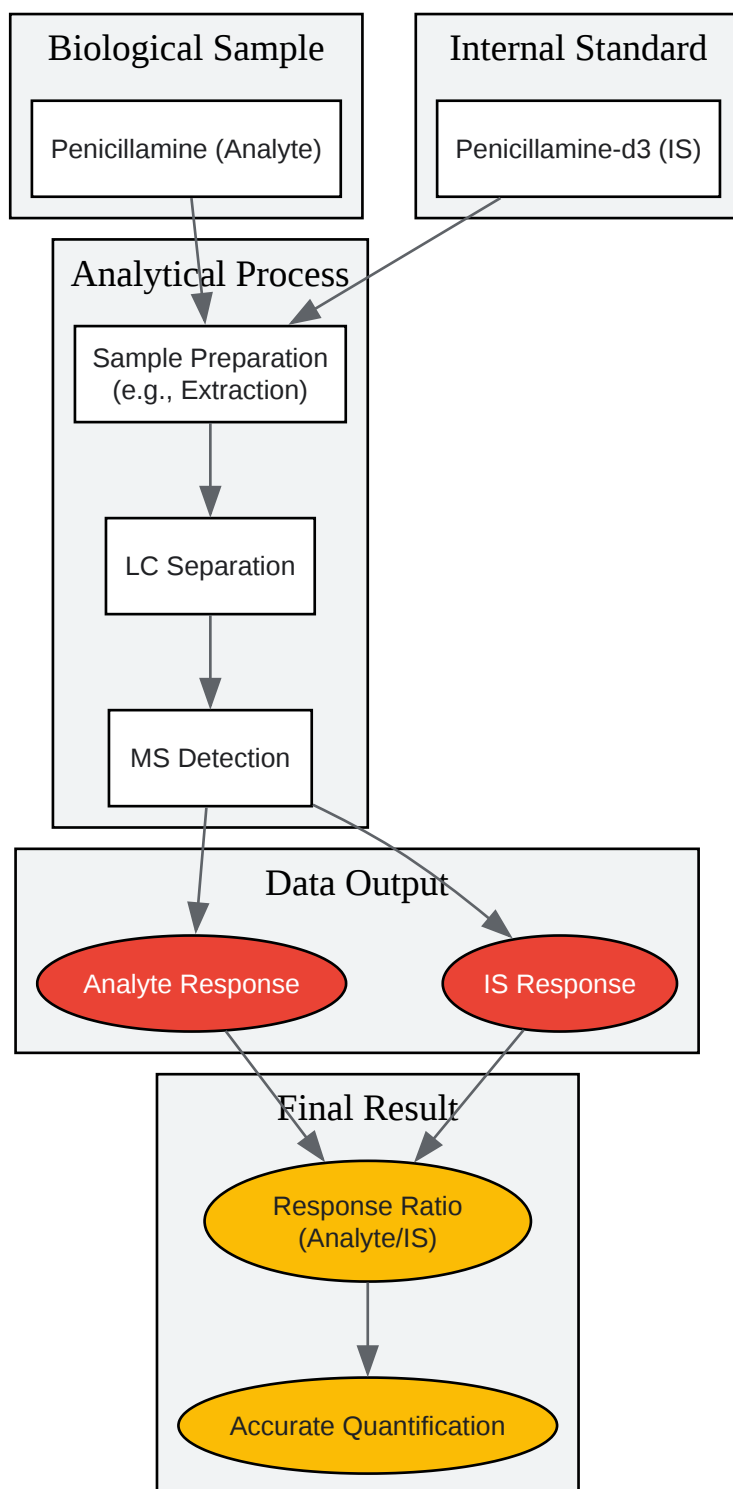 Biological Sample
Internal Standard
Penicillamine (Analyte)
Penicillamine-d3 (IS)
Analytical Process
Sample Preparation
(e.g., Extraction)
LC Separation
MS Detection
Data Output
Analyte Response
IS Response
Final Result
Response Ratio
(Analyte/IS)
Accurate Quantification